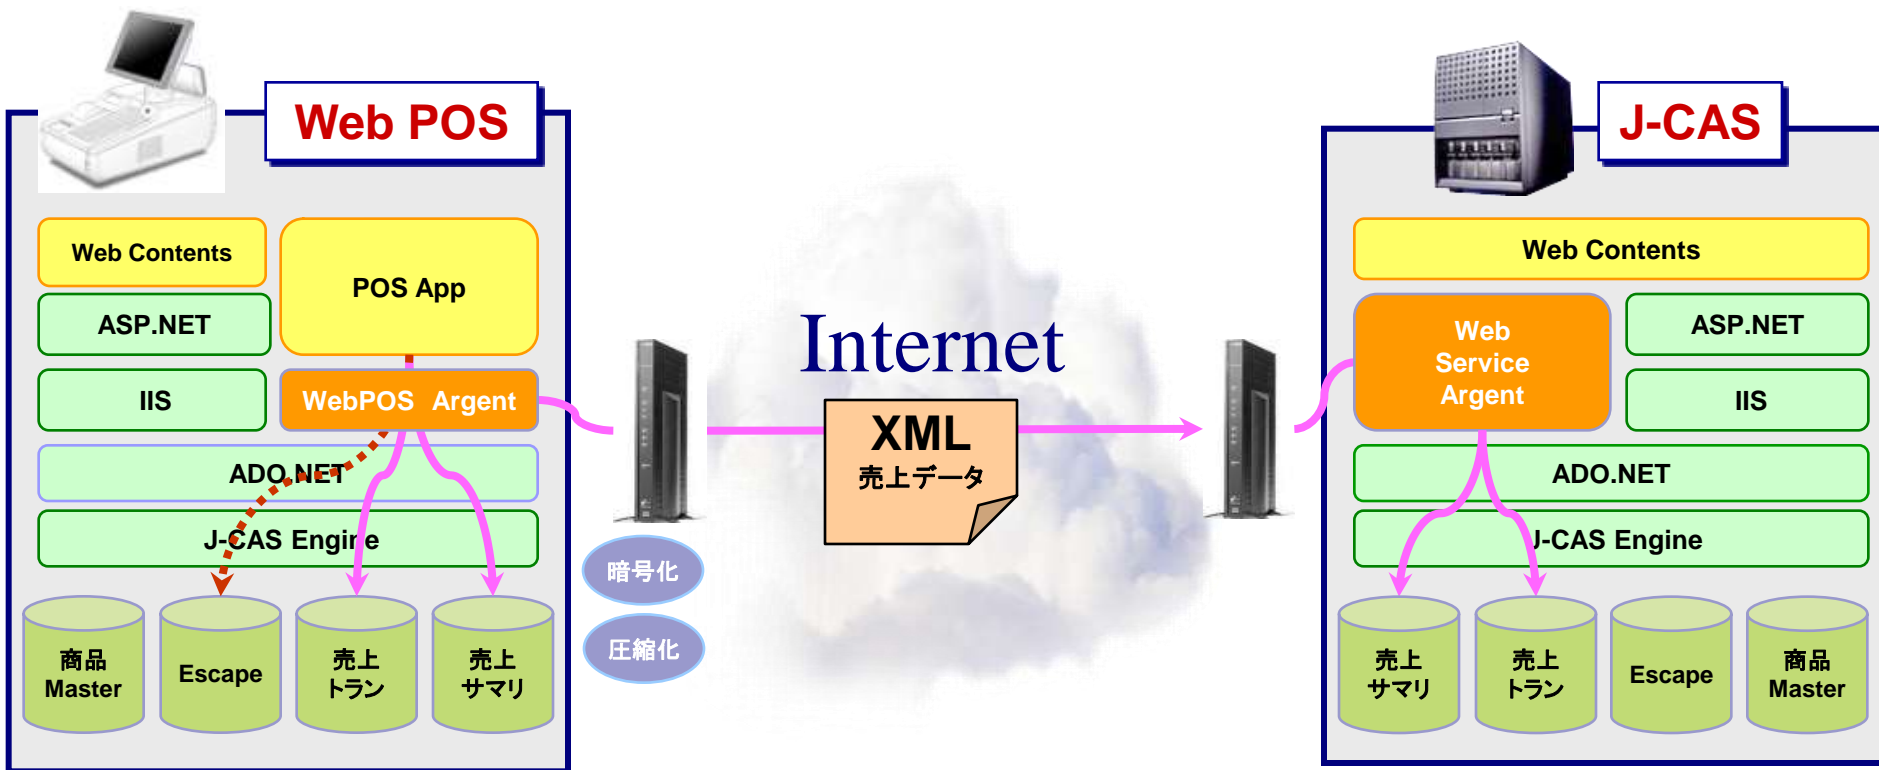 Web POS
Web Contents
POS App
ASP.NET
IIS
WebPOS Argent
ADO.NET
J-CAS Engine
商品
Master
Escape
売上
トラン
売上
サマリ
暗号化
圧縮化
Internet
XML
売上データ
J-CAS
Web Contents
Web
Service
Argent
ASP.NET
IIS
ADO.NET
J-CAS Engine
売上
サマリ
売上
トラン
Escape
商品
Master